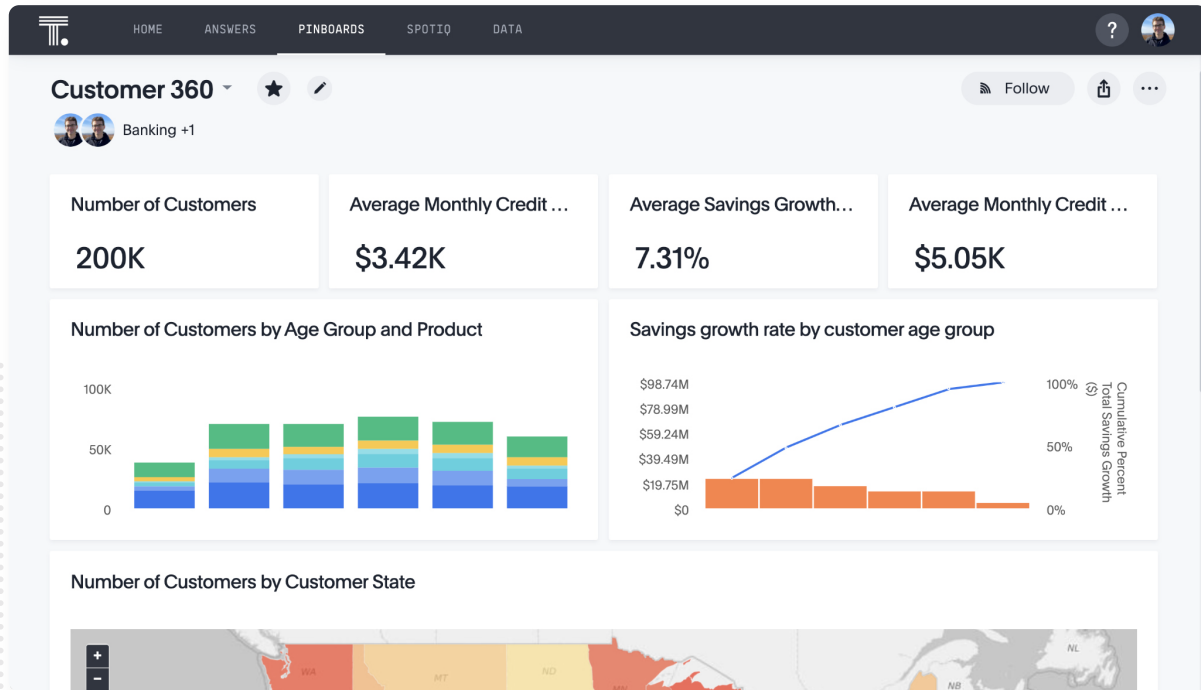 HOME ANSWERS PINBOARDS SPOTIQ DATA ?
Customer 360
Follow
Banking +1
Number of Customers
200K
Average Monthly Credit ...
$3.42K
Average Savings Growth...
7.31%
Average Monthly Credit ...
$5.05K
Number of Customers by Age Group and Product
100K
50K
0
Savings growth rate by customer age group
$98.74M
$78.99M
$59.24M
$39.49M
$19.75M
$0
100%
50%
0%
Cumulative Percent
Total Savings Growth
($)
Number of Customers by Customer State
+
−
WA
MT
ND
MN
NB
NL